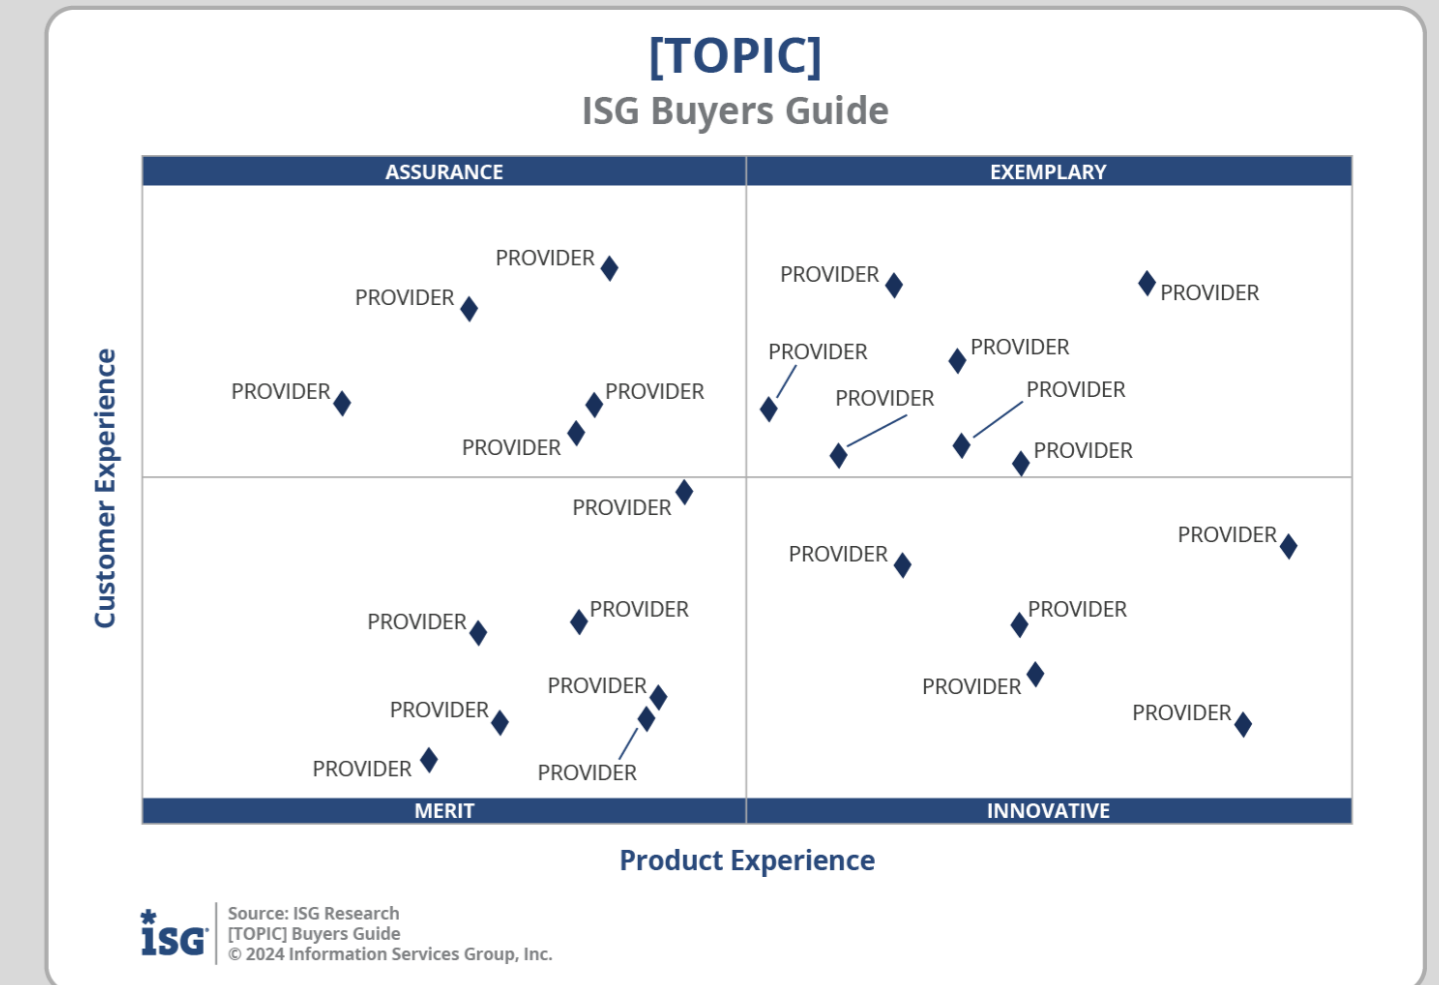 [TOPIC]
ISG Buyers Guide
ASSURANCE
EXEMPLARY
PROVIDER
PROVIDER
PROVIDER
PROVIDER
PROVIDER
PROVIDER
PROVIDER
PROVIDER
PROVIDER
PROVIDER
PROVIDER
PROVIDER
Customer Experience
PROVIDER
PROVIDER
PROVIDER
PROVIDER
PROVIDER
PROVIDER
PROVIDER
PROVIDER
PROVIDER
PROVIDER
PROVIDER
PROVIDER
MERIT
INNOVATIVE
Product Experience
iSG
Source: ISG Research
[TOPIC] Buyers Guide
© 2024 Information Services Group, Inc.